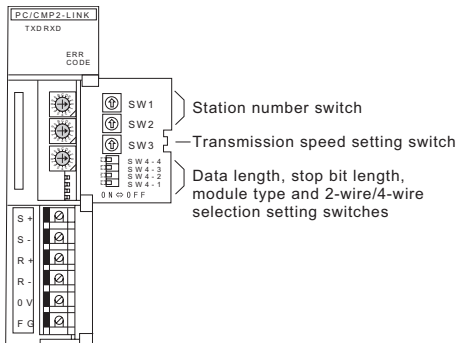 PC/CMP2-LINK
TXD RXD
ERR
CODE
SW1
SW2
SW3
SW4-4
SW4-3
SW4-2
SW4-1
ON ⇔ OFF
Station number switch
Transmission speed setting switch
Data length, stop bit length,
module type and 2-wire/4-wire
selection setting switches
S +
S -
R +
R -
0 V
F G